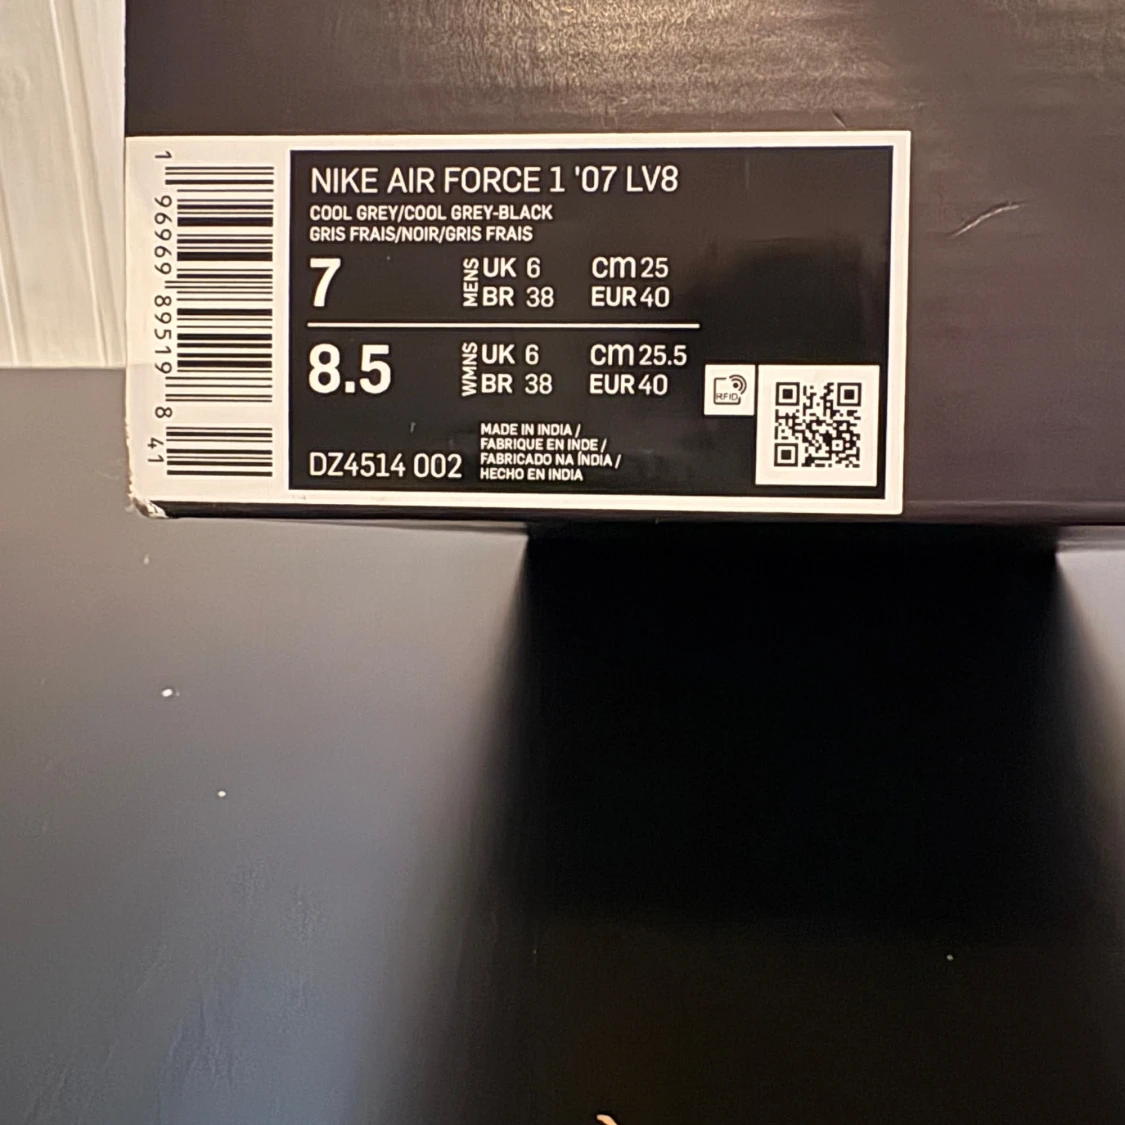 1 96969 89519 8 41
NIKE AIR FORCE 1 '07 LV8
COOL GREY/COOL GREY-BLACK
GRIS FRAIS/NOIR/GRIS FRAIS
7 MENS UK 6 cm 25
BR 38 EUR 40
8.5 WMNS UK 6 cm 25.5
BR 38 EUR 40
RFID
MADE IN INDIA /
FABRIQUE EN INDE /
FABRICADO NA ÍNDIA /
HECHO EN INDIA
DZ4514 002